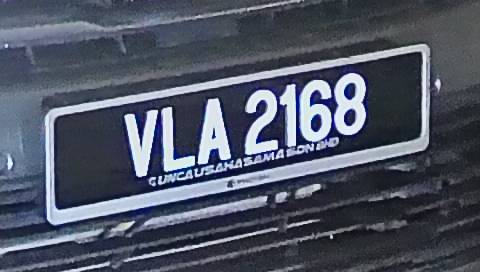 VLA 2168
GUNCAUSAHASAMA SDN BHD